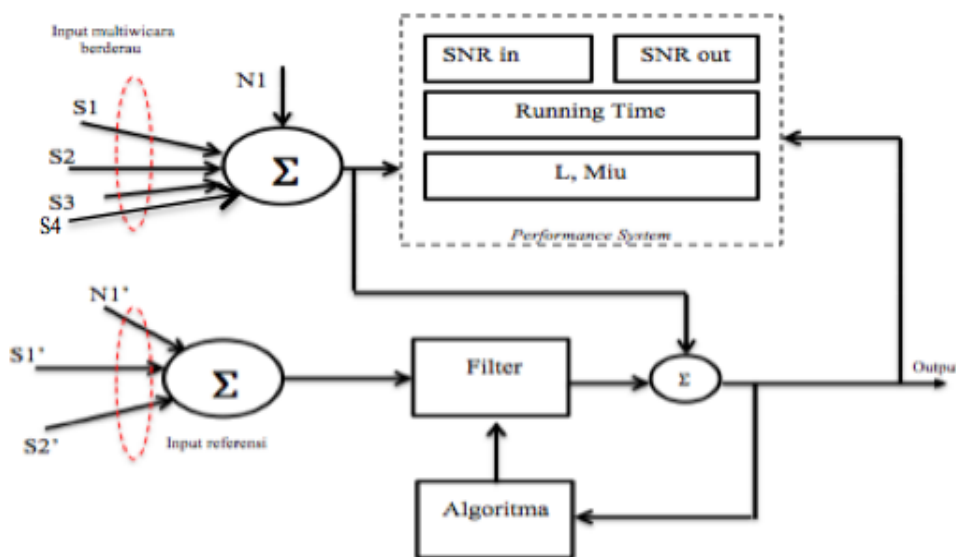 Input multiwicara
berderau
N1
S1
S2
S3
S4
Σ
SNR in
SNR out
Running Time
L, Miu
Performance System
N1*
S1*
S2*
Σ
Input referensi
Filter
Σ
Outpu
Algoritma